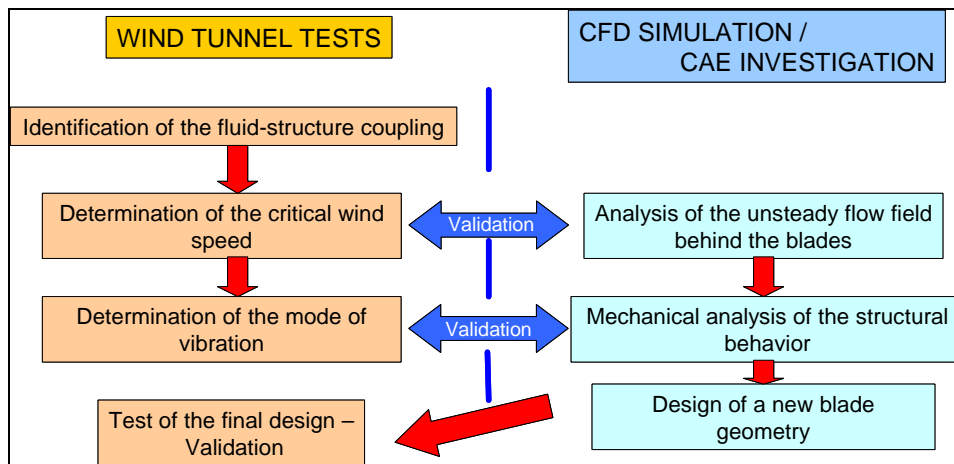 WIND TUNNEL TESTS
CFD SIMULATION /
CAE INVESTIGATION
Identification of the fluid-structure coupling
Determination of the critical wind
speed
Validation
Analysis of the unsteady flow field
behind the blades
Determination of the mode of
vibration
Validation
Mechanical analysis of the structural
behavior
Test of the final design –
Validation
Design of a new blade
geometry